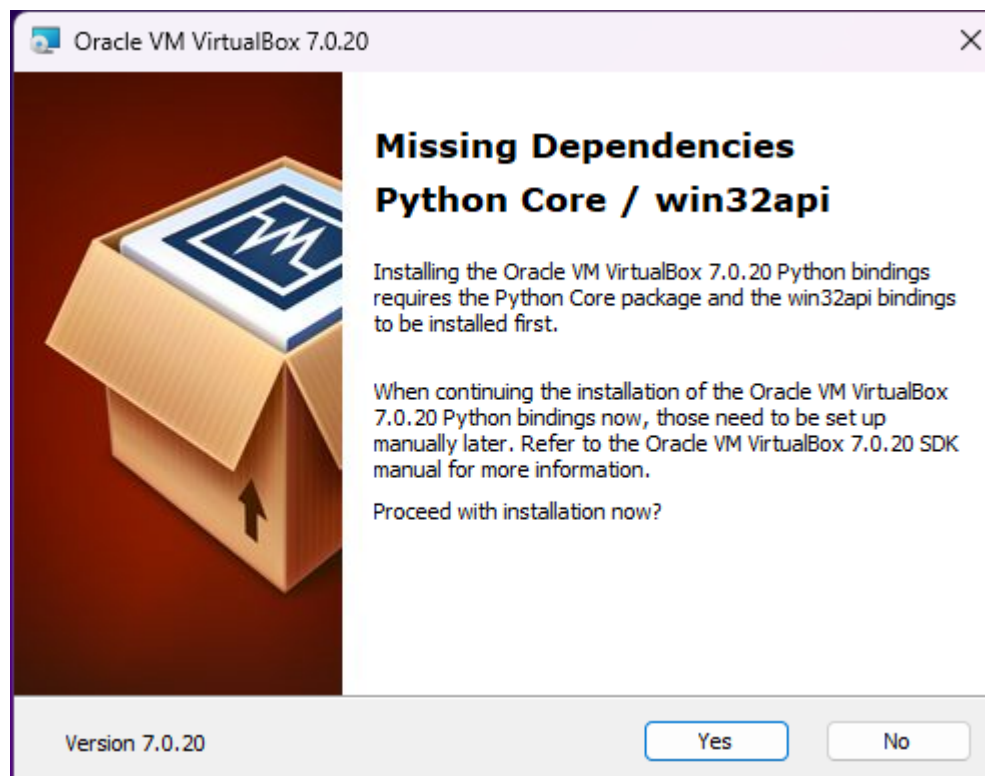 Oracle VM VirtualBox 7.0.20
Missing Dependencies
Python Core / win32api
Installing the Oracle VM VirtualBox 7.0.20 Python bindings
requires the Python Core package and the win32api bindings
to be installed first.
When continuing the installation of the Oracle VM VirtualBox
7.0.20 Python bindings now, those need to be set up
manually later. Refer to the Oracle VM VirtualBox 7.0.20 SDK
manual for more information.
Proceed with installation now?
Version 7.0.20
Yes
No